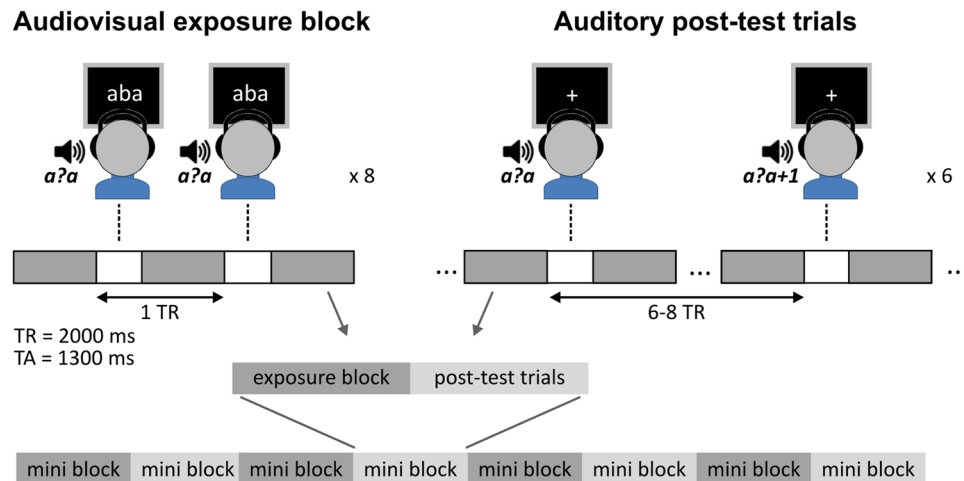 Audiovisual exposure block
Auditory post-test trials
aba
aba
+
+
a?a
a?a
x 8
a?a
a?a+1
x 6
...
...
..
1 TR
6-8 TR
TR = 2000 ms
TA = 1300 ms
exposure block
post-test trials
mini block
mini block
mini block
mini block
mini block
mini block
mini block
mini block